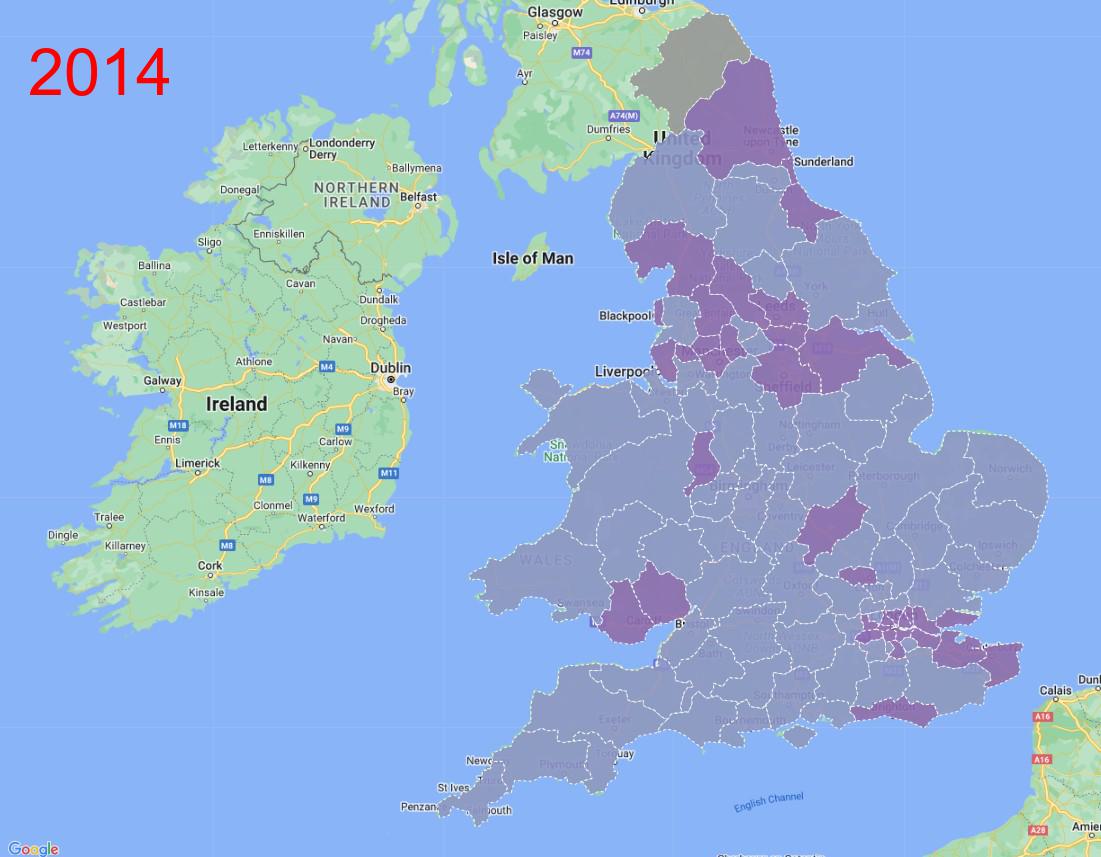 Edinburgh
Glasgow
2014
Paisley
M74
Ayr
A74(M)
Newcastle
upon Tyne
Dumfries
United
Kingdom
Letterkenny
Londonderry
Derry
Sunderland
Ballymena
Donegal
NORTHERN
IRELAND
Belfast
Enniskillen
Sligo
Isle of Man
Ballina
Cavan
York
Dundalk
Castlebar
Leeds
Hull
Blackpool
Drogheda
Westport
Navan
Athlone
M4
Dublin
Liverpool
Sheffield
Galway
Bray
Ireland
M18
M9
Nottingham
Ennis
Carlow
Derby
Limerick
Kilkenny
Leicester
Norwich
M11
Peterborough
M8
Birmingham
M9
Clonmel
Wexford
Tralee
Waterford
Coventry
Cambridge
Dingle
Killarney
M8
ENGLAND
Ipswich
WALES
Cork
Colchester
Kinsale
Oxford
Swansea
Cardiff
Bristol
Bath
Southampton
Calais
Brighton
A16
Exeter
Bournemouth
Torquay
A16
Plymouth
St Ives
Penzance
Falmouth
English Channel
A28
Amiens
Google